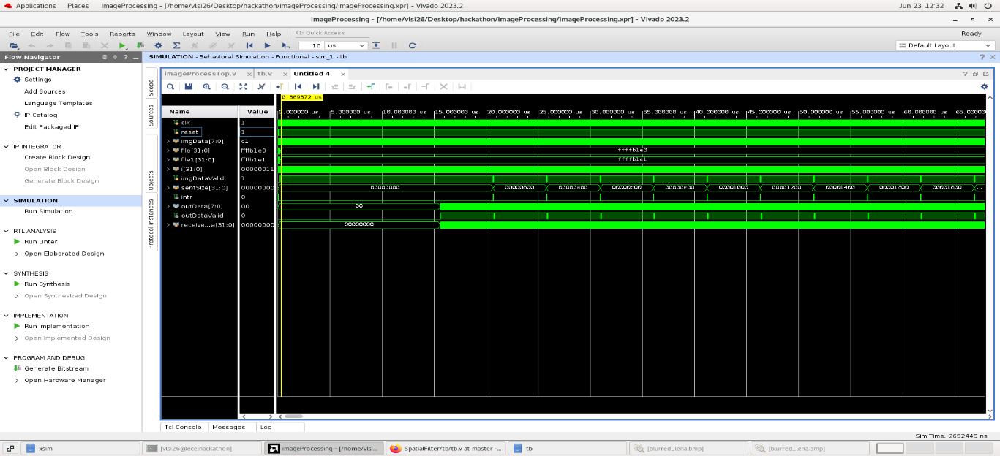 Applications Places imageProcessing - [/home/vlsi26/Desktop/hackathon/imageProcessing/imageProcessing.xpr] - Vivado 2023.2 Jun 23 12:32
imageProcessing - [/home/vlsi26/Desktop/hackathon/imageProcessing/imageProcessing.xpr] - Vivado 2023.2
File Edit Flow Tools Reports Window Layout View Run Help Quick Access Ready
10 us Default Layout
Flow Navigator SIMULATION - Behavioral Simulation - Functional - sim_1 - tb
PROJECT MANAGER
Settings
Add Sources
Language Templates
IP Catalog
Edit Packaged IP
IP INTEGRATOR
Create Block Design
Open Block Design
Generate Block Design
SIMULATION
Run Simulation
RTL ANALYSIS
Run Linter
Open Elaborated Design
SYNTHESIS
Run Synthesis
Open Synthesized Design
IMPLEMENTATION
Run Implementation
Open Implemented Design
PROGRAM AND DEBUG
Generate Bitstream
Open Hardware Manager
Scope
Sources
Objects
Protocol Instances
imageProcessTop.v tb.v Untitled 4
0.369372 us
Name Value 0.000000 us 5.000000 us 10.000000 us 15.000000 us 20.000000 us 25.000000 us 30.000000 us 35.000000 us 40.000000 us 45.000000 us 50.000000 us 55.000000 us 60.000000 us 65.00000
clk 1
reset 1
imgData[7:0] c1
file[31:0] ffffb1e0 ffffb1e0
file1[31:0] ffffb1e1 ffffb1e1
i[31:0] 00000011
imgDataValid 1
sentSize[31:0] 00000000 00000000 00000800 00000a00 00000c00 00000e00 00001000 00001200 00001400 00001600 00001800 ...
intr 0
outData[7:0] 00 00
outDataValid 0
receive...a[31:0] 00000000 00000000
Tcl Console Messages Log
Sim Time: 2652445 ns
xsim [vlsi26@ece:hackathon] imageProcessing - [/home/vlsi... SpatialFilter/tb/tb.v at master -... tb [blurred_lena.bmp] [blurred_lena.bmp]